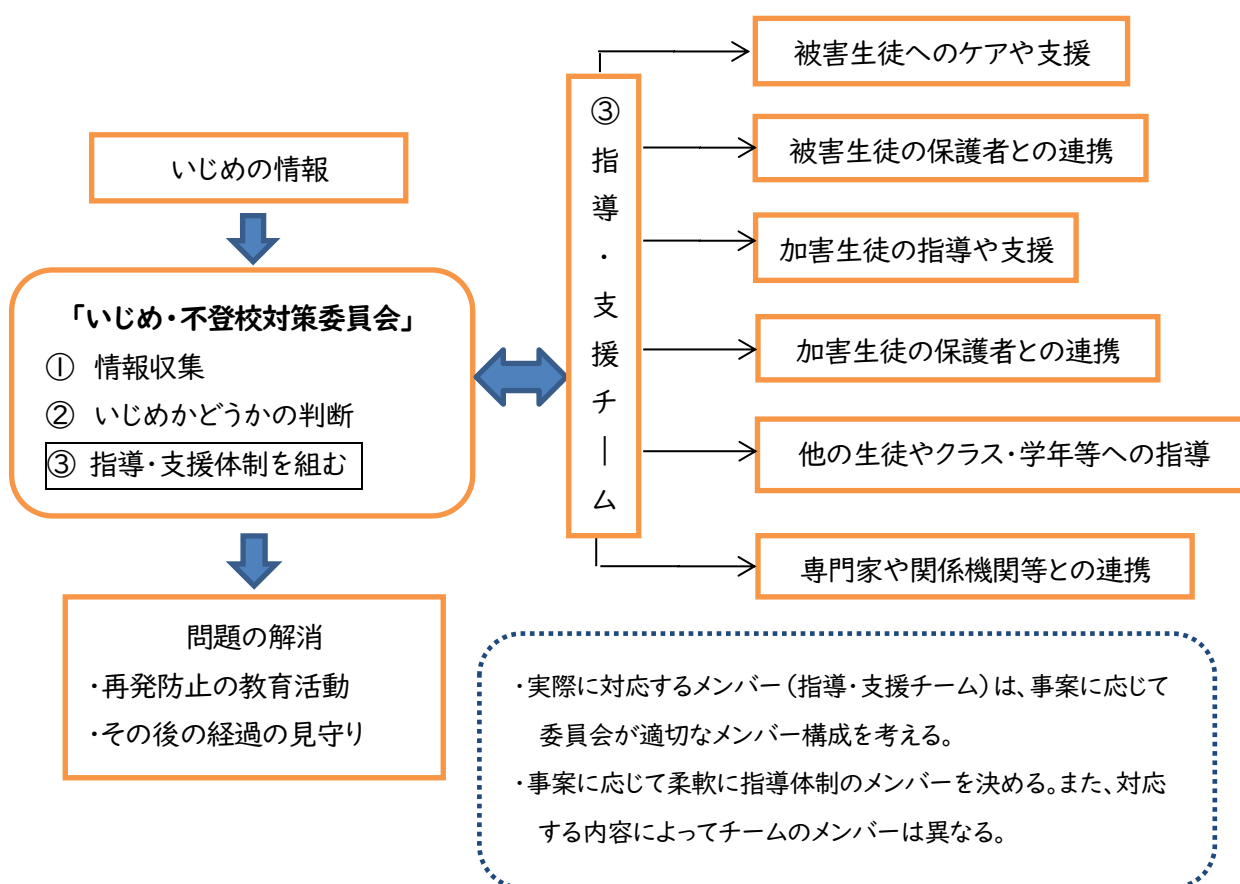 いじめの情報
「いじめ・不登校対策委員会」
① 情報収集
② いじめかどうかの判断
③ 指導・支援体制を組む
問題の解消
・再発防止の教育活動
・その後の経過の見守り
③指導・支援チーム
被害生徒へのケアや支援
被害生徒の保護者との連携
加害生徒の指導や支援
加害生徒の保護者との連携
他の生徒やクラス・学年等への指導
専門家や関係機関等との連携
・実際に対応するメンバー(指導・支援チーム)は、事案に応じて
委員会が適切なメンバー構成を考える。
・事案に応じて柔軟に指導体制のメンバーを決める。また、対応
する内容によってチームのメンバーは異なる。